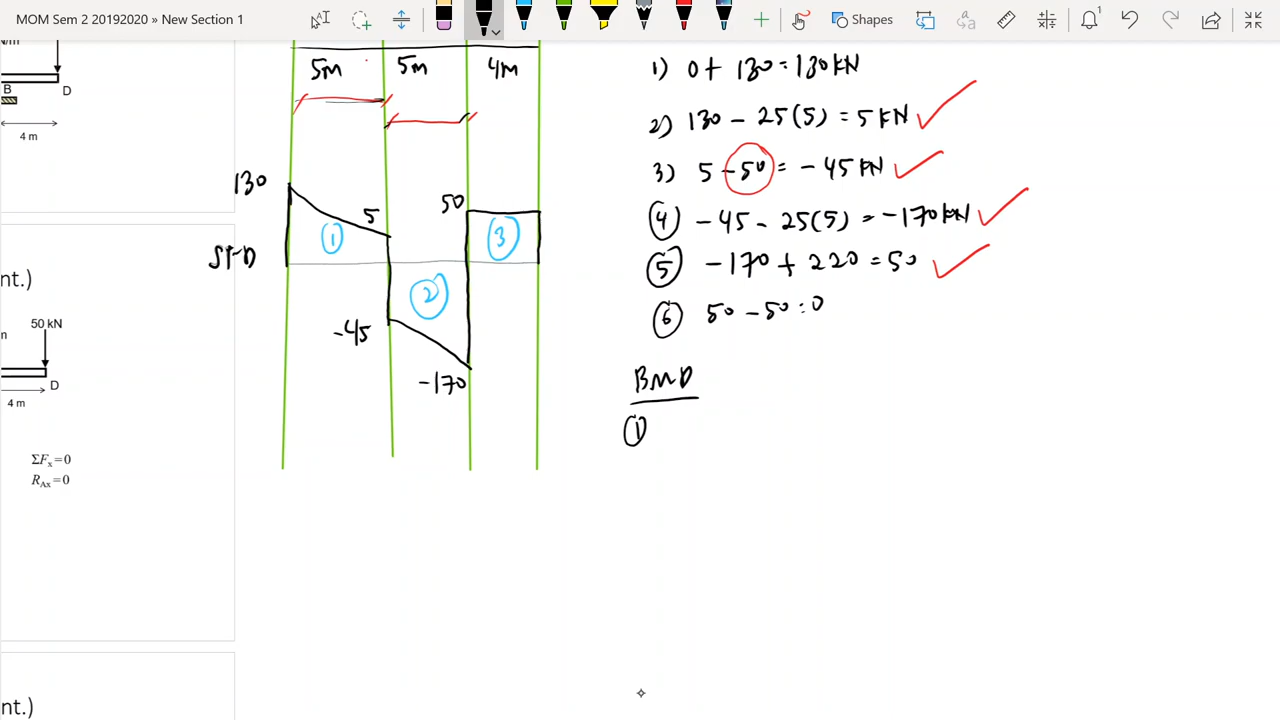 MOM Sem 2 20192020 » New Section 1
Shapes
N/m
B
D
4 m
nt.)
50 kN
m
D
4 m
ΣFₓ=0
R_Ax=0
nt.)
5m 5m 4m
130
5
50
SFD
1
2
3
-45
-170
1) 0 + 130 = 130 kN
2) 130 - 25(5) = 5 kN
3) 5 - 50 = - 45 kN
4 -45 - 25(5) = -170 kN
5 -170 + 220 = 50
6 50 - 50 = 0
BMD
1